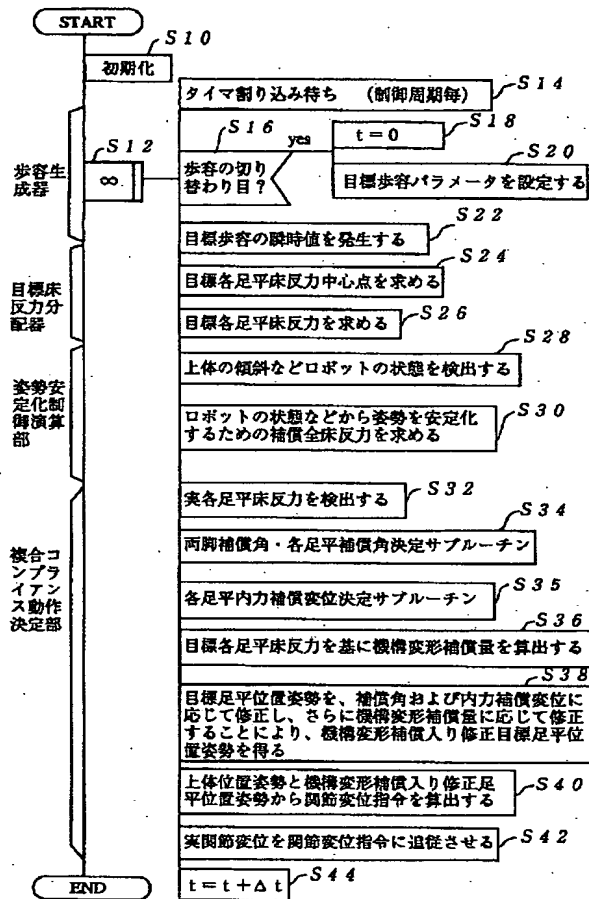 START
S10
初期化
S14
タイマ割り込み待ち （制御周期毎）
S12
∞
S16
歩容の切り
替わり目？
yes
S18
t＝0
S20
目標歩容パラメータを設定する
歩容生
成器
S22
目標歩容の瞬時値を発生する
S24
目標各足平床反力中心点を求める
目標床
反力分
配器
S26
目標各足平床反力を求める
S28
上体の傾斜などロボットの状態を検出する
姿勢安
定化制
御演算
部
S30
ロボットの状態などから姿勢を安定化
するための補償全床反力を求める
S32
実各足平床反力を検出する
S34
両脚補償角・各足平補償角決定サブルーチン
複合コ
ンプラ
イアン
ス動作
決定部
S35
各足平内力補償変位決定サブルーチン
S36
目標各足平床反力を基に機構変形補償量を算出する
S38
目標足平位置姿勢を、補償角および内力補償変位に
応じて修正し、さらに機構変形補償量に応じて修正
することにより、機構変形補償入り修正目標足平位
置姿勢を得る
S40
上体位置姿勢と機構変形補償入り修正足
平位置姿勢から関節変位指令を算出する
S42
実関節変位を関節変位指令に追従させる
S44
t＝t＋Δt
END